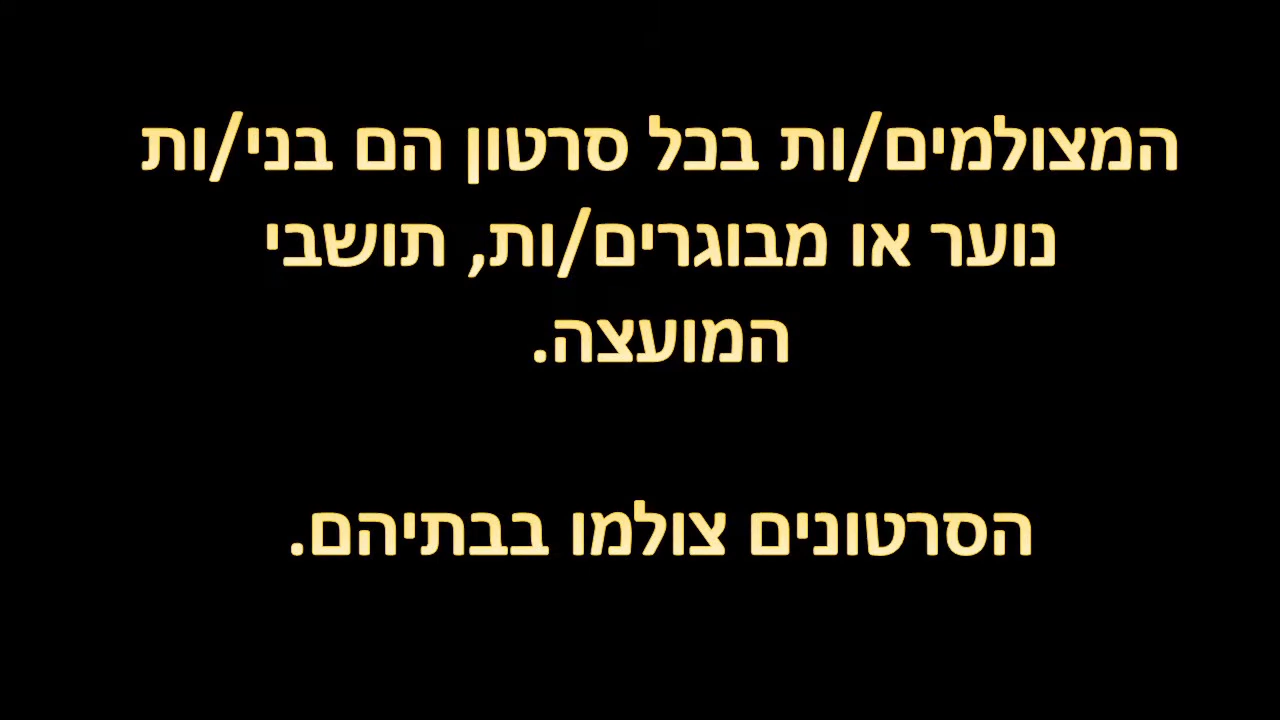 המצולמים/ות בכל סרטון הם בני/ות
נוער או מבוגרים/ות, תושבי
המועצה.
הסרטונים צולמו בבתיהם.